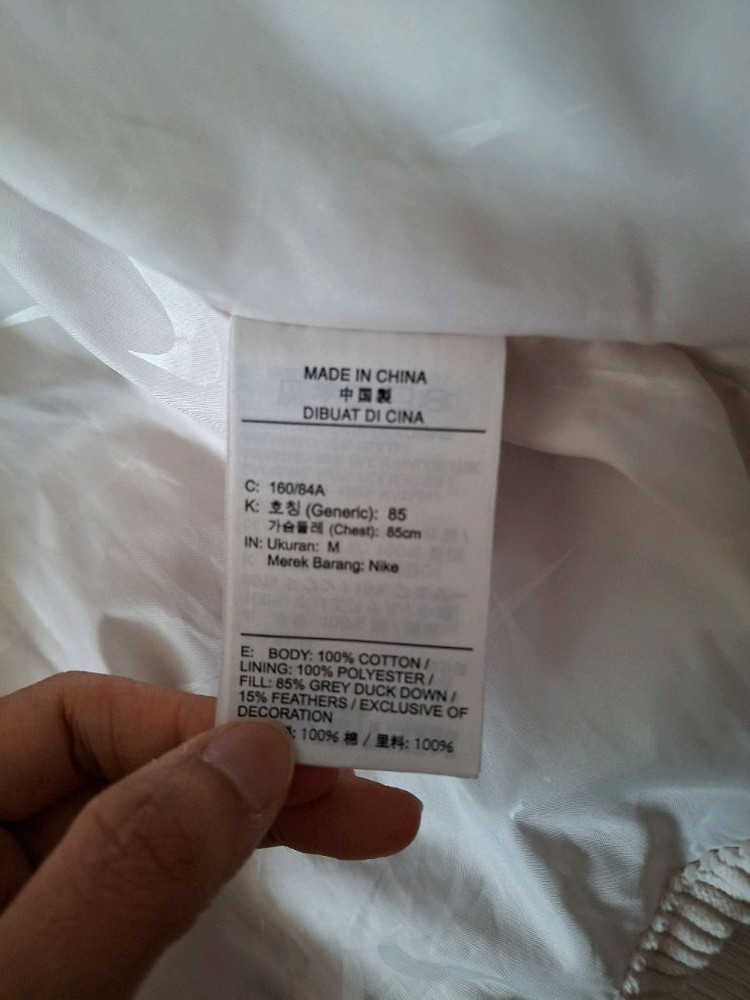 MADE IN CHINA
中国製
DIBUAT DI CINA
C: 160/84A
K: 호칭 (Generic): 85
가슴둘레 (Chest): 85cm
IN: Ukuran: M
Merek Barang: Nike
E: BODY: 100% COTTON /
LINING: 100% POLYESTER /
FILL: 85% GREY DUCK DOWN /
15% FEATHERS / EXCLUSIVE OF
DECORATION
: 100% 棉 / 里料: 100%